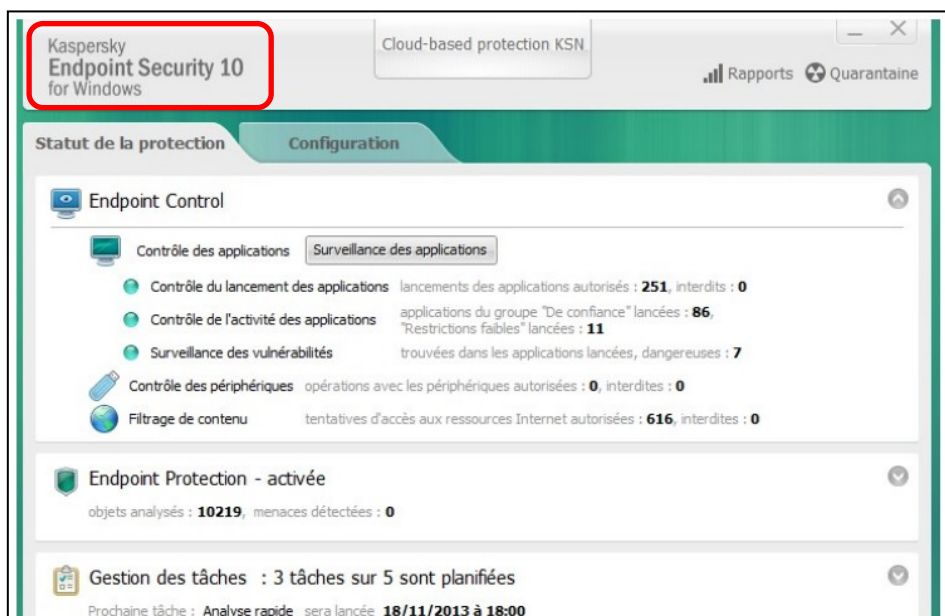 Kaspersky
Endpoint Security 10
for Windows
Cloud-based protection KSN
Rapports Quarantaine
Statut de la protection Configuration
Endpoint Control
Contrôle des applications Surveillance des applications
Contrôle du lancement des applications lancements des applications autorisés : 251, interdits : 0
Contrôle de l'activité des applications applications du groupe "De confiance" lancées : 86,
"Restrictions faibles" lancées : 11
Surveillance des vulnérabilités trouvées dans les applications lancées, dangereuses : 7
Contrôle des périphériques opérations avec les périphériques autorisées : 0, interdites : 0
Filtrage de contenu tentatives d'accès aux ressources Internet autorisées : 616, interdites : 0
Endpoint Protection - activée
objets analysés : 10219, menaces détectées : 0
Gestion des tâches : 3 tâches sur 5 sont planifiées
Prochaine tâche : Analyse rapide sera lancée 18/11/2013 à 18:00